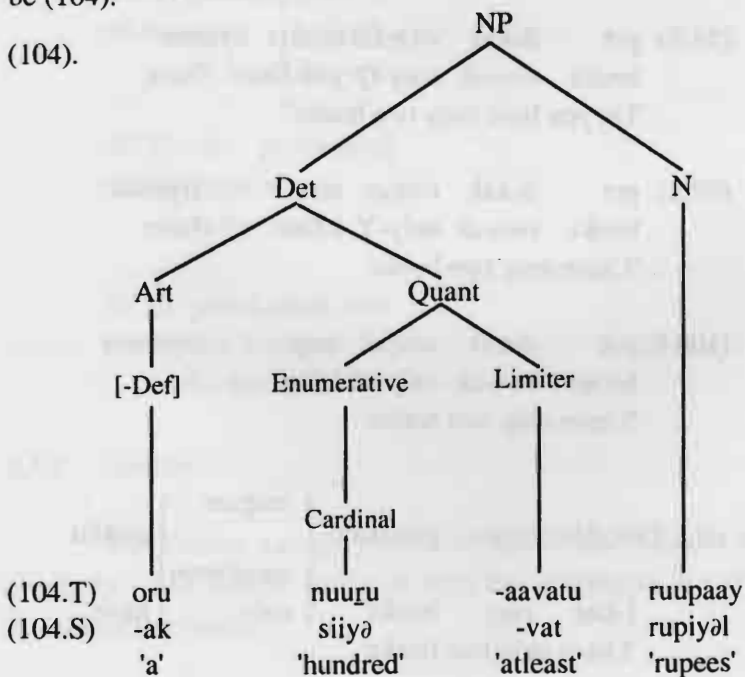 be (104).
NP
(104).
Det N
Art Quant
[-Def] Enumerative Limiter
Cardinal
(104.T) oru nuuṟu -aavatu ruupaay
(104.S) -ak siiyə -vat rupiyəl
'a' 'hundred' 'atleast' 'rupees'